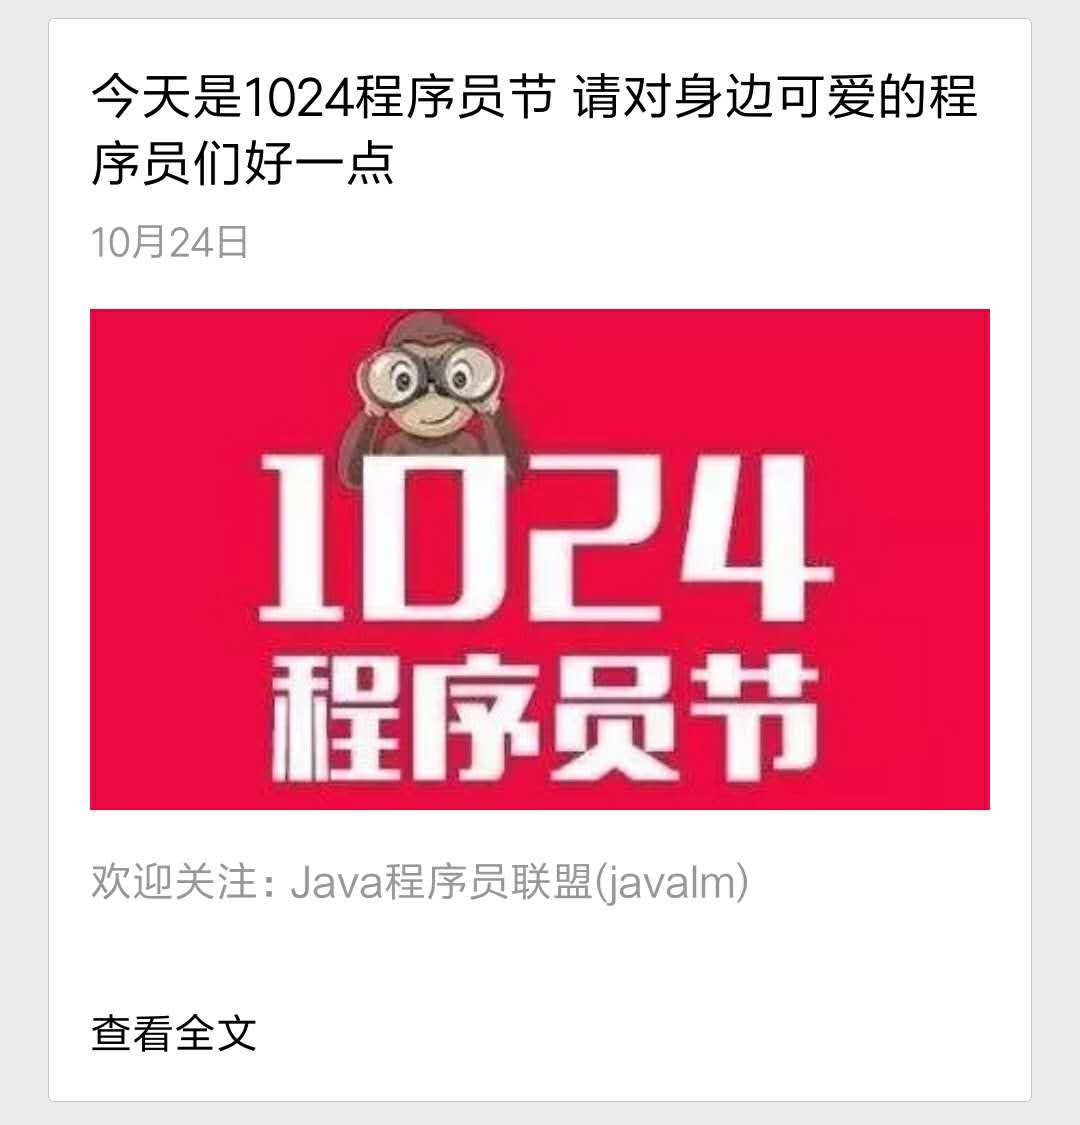 今天是1024程序员节 请对身边可爱的程
序员们好一点
10月24日
1024
程序员节
欢迎关注: Java程序员联盟(javalm)
查看全文